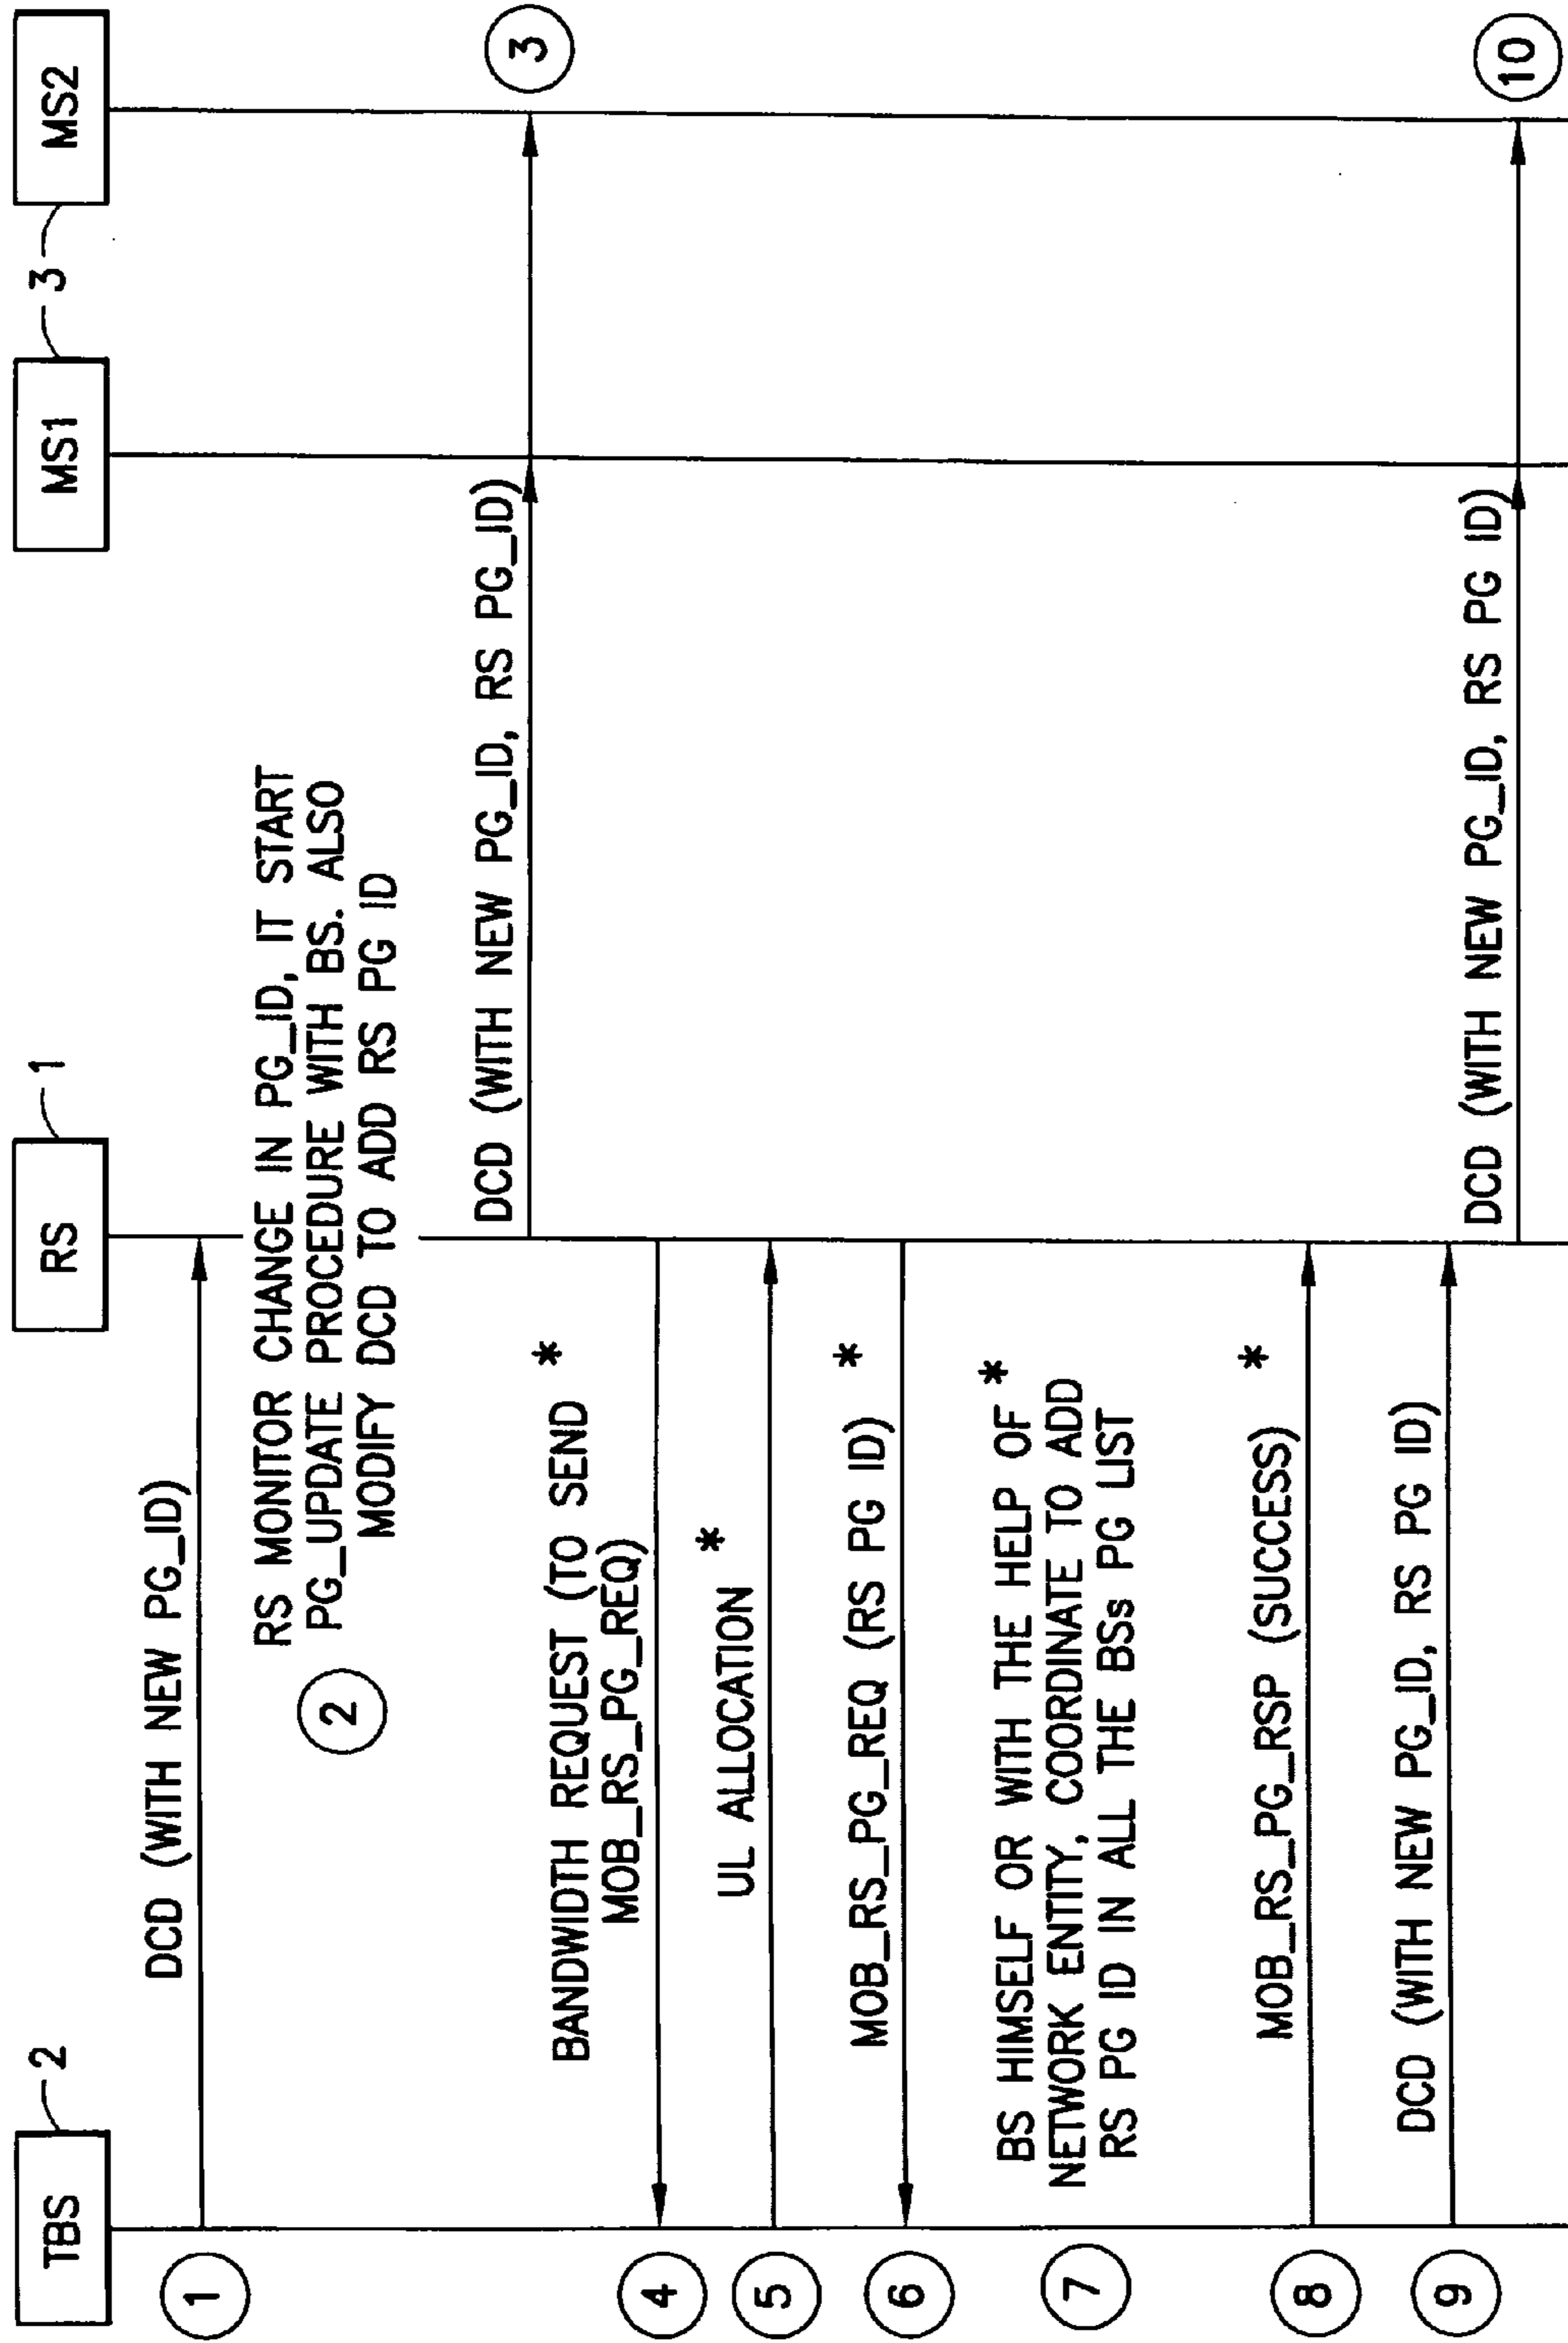 TBS
2
RS
1
MS1
3
MS2
1
DCD (WITH NEW PG_ID)
2
RS MONITOR CHANGE IN PG_ID, IT START
PG_UPDATE PROCEDURE WITH BS. ALSO
MODIFY DCD TO ADD RS PG ID
DCD (WITH NEW PG_ID, RS PG_ID)
3
4
BANDWIDTH REQUEST (TO SEND *
MOB_RS_PG_REQ)
5
UL ALLOCATION *
6
MOB_RS_PG_REQ (RS PG ID) *
7
BS HIMSELF OR WITH THE HELP OF *
NETWORK ENTITY, COORDINATE TO ADD
RS PG ID IN ALL THE BSs PG LIST
8
MOB_RS_PG_RSP (SUCCESS) *
9
DCD (WITH NEW PG_ID, RS PG ID)
DCD (WITH NEW PG_ID, RS PG ID)
10